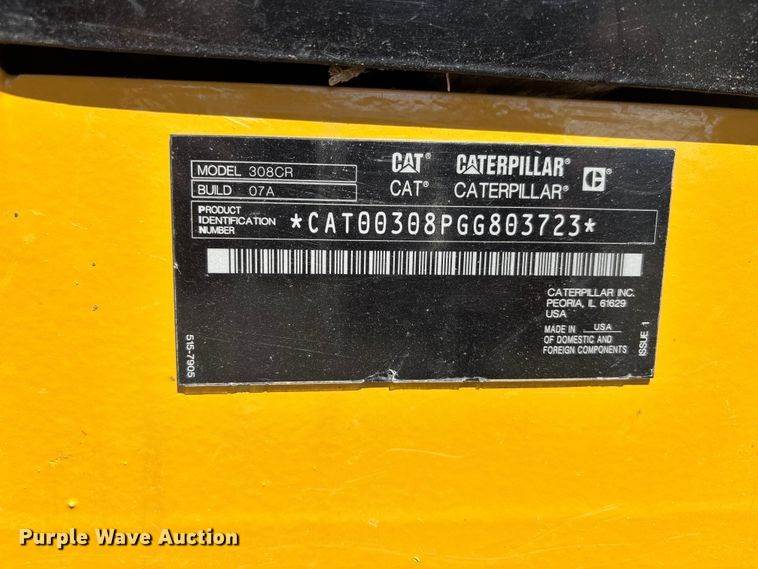 MODEL 308CR
BUILD 07A
CAT® CATERPILLAR® C
CAT® CATERPILLAR®
PRODUCT
IDENTIFICATION
NUMBER
*CAT00308PGG803723*
CATERPILLAR INC.
PEORIA, IL 61629
USA
MADE IN USA
OF DOMESTIC AND
FOREIGN COMPONENTS
ISSUE 1
515-7905
Purple Wave Auction